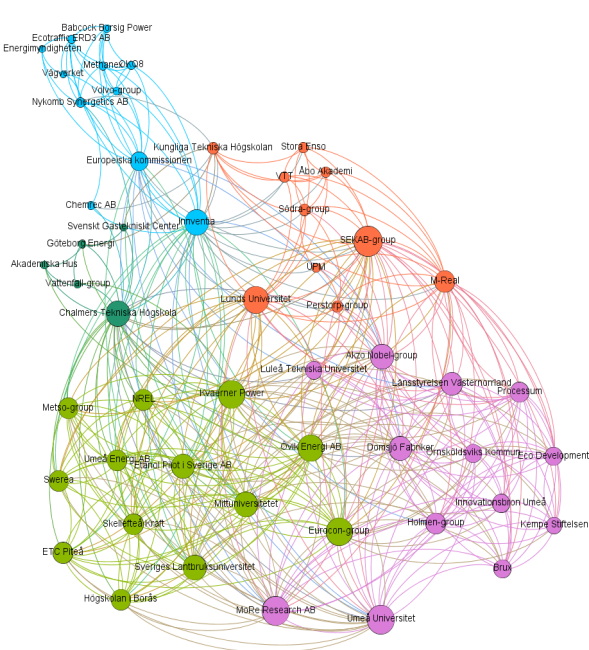 Babcock Borsig Power
Ecotraffic ERD3 AB
Energimyndigheten
Methanex
OKQ8
Vägverket
Volvo-group
Nykomb Synergetics AB
Kungliga Tekniska Högskolan
Stora Enso
Europeiska kommissionen
VTT
Åbo Akademi
Chemrec AB
Innventia
Södra-group
Svenskt Gastekniskt Center
SEKAB-group
Göteborg Energi
Akademiska Hus
UPM
Vattenfall-group
M-Real
Lunds Universitet
Perstorp-group
Chalmers Tekniska Högskola
Akzo Nobel-group
Luleå Tekniska Universitet
Länsstyrelsen Västernorrland
Processum
NREL
Kvaerner Power
Metso-group
Övik Energi AB
Domsjö Fabriker
Örnsköldsviks Kommun
Eco Development
Umeå Energi AB
Etanol Pilot i Sverige AB
Swerea
Mittuniversitetet
Innovationsbron Umeå
Skellefteå Kraft
Eurocon-group
Holmen-group
Kempe Stiftelsen
ETC Piteå
Sveriges Lantbruksuniversitet
Brux
Högskolan i Borås
MoRe Research AB
Umeå Universitet